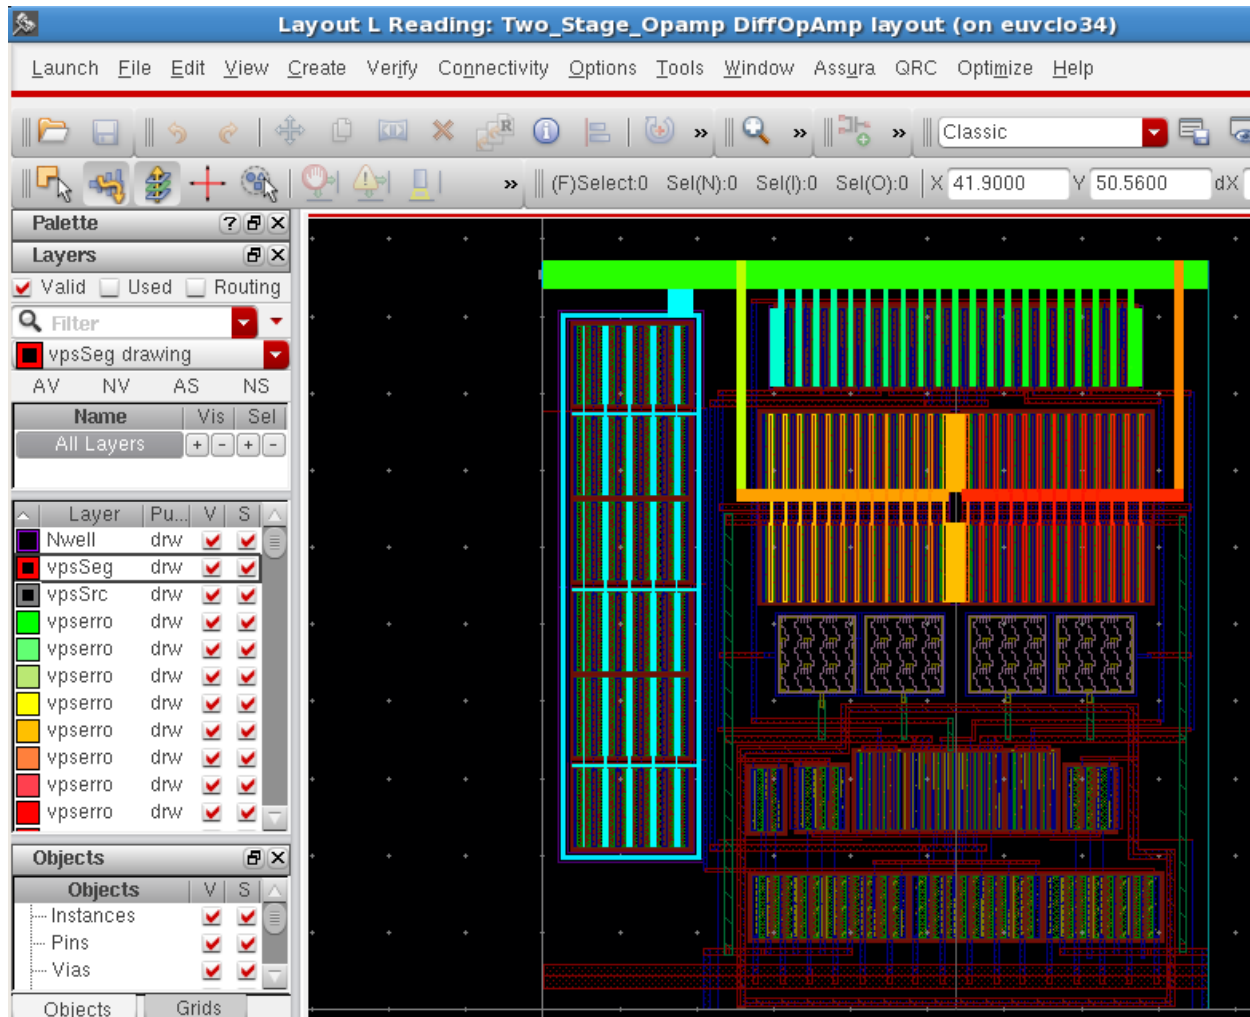 Layout L Reading: Two_Stage_Opamp DiffOpAmp layout (on euvclo34)
Launch File Edit View Create Verify Connectivity Options Tools Window Assura QRC Optimize Help
R
Classic
(F)Select:0 Sel(N):0 Sel(I):0 Sel(O):0 X 41.9000 Y 50.5600 dX
Palette
Layers
Valid Used Routing
Filter
vpsSeg drawing
AV NV AS NS
Name Vis Sel
All Layers + - + -
Layer Pu... V S
Nwell drw
vpsSeg drw
vpsSrc drw
vpserro drw
vpserro drw
vpserro drw
vpserro drw
vpserro drw
vpserro drw
vpserro drw
vpserro drw
Objects
Objects V S
Instances
Pins
Vias
Objects Grids